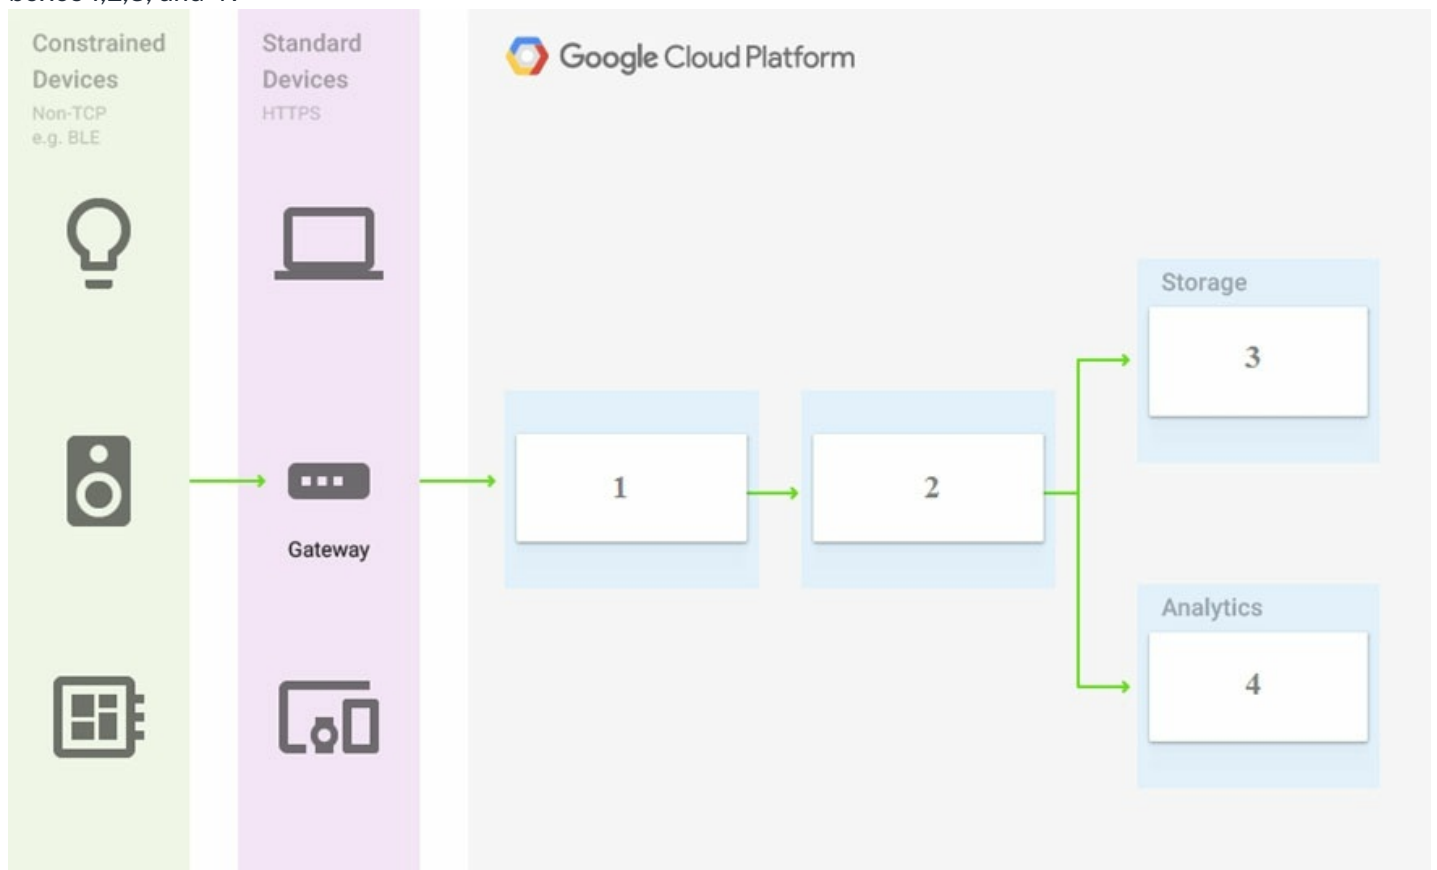 Constrained
Devices
Non-TCP
e.g. BLE
Standard
Devices
HTTPS
Google Cloud Platform
Storage
3
1
2
Gateway
Analytics
4